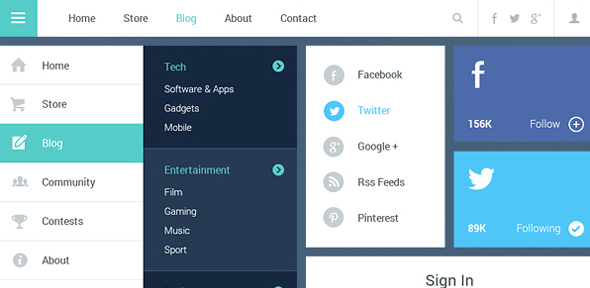 Home Store Blog About Contact
Home
Store
Blog
Community
Contests
About
Tech
Software & Apps
Gadgets
Mobile
Entertainment
Film
Gaming
Music
Sport
Facebook
Twitter
Google +
Rss Feeds
Pinterest
156K Follow
89K Following
Sign In